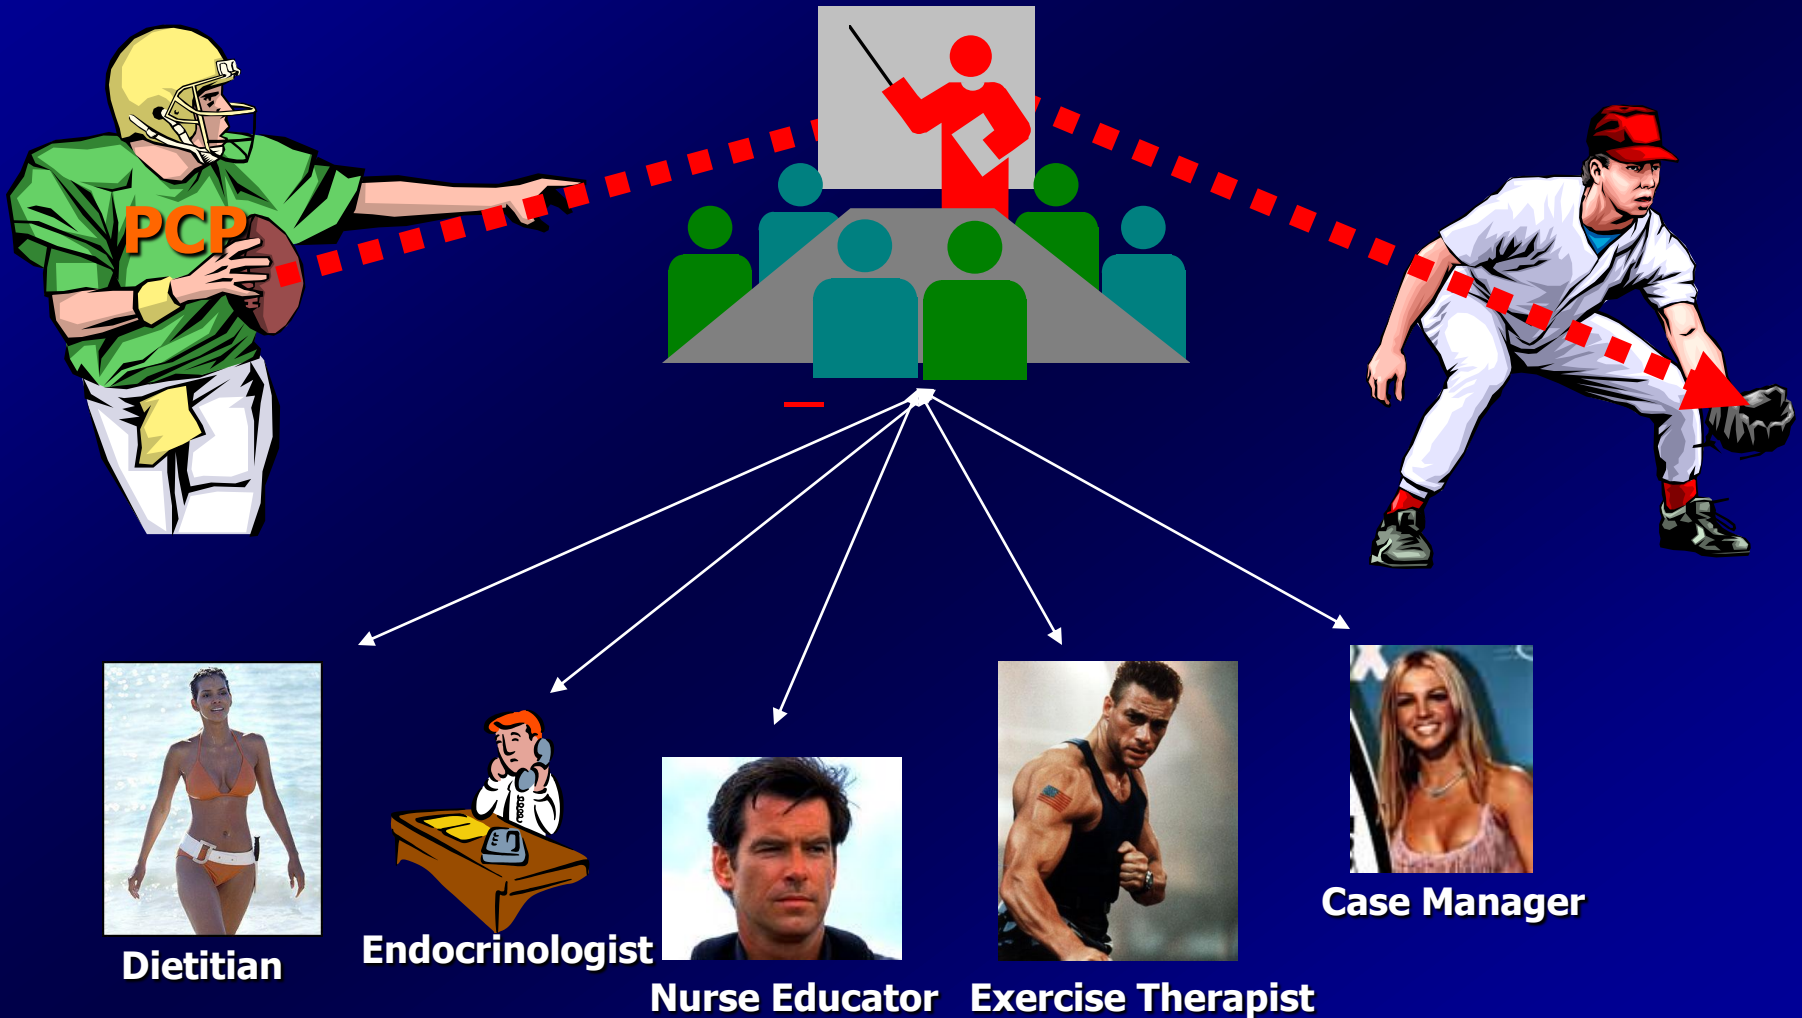 PCP
Dietitian
Endocrinologist
Nurse Educator
Exercise Therapist
Case Manager